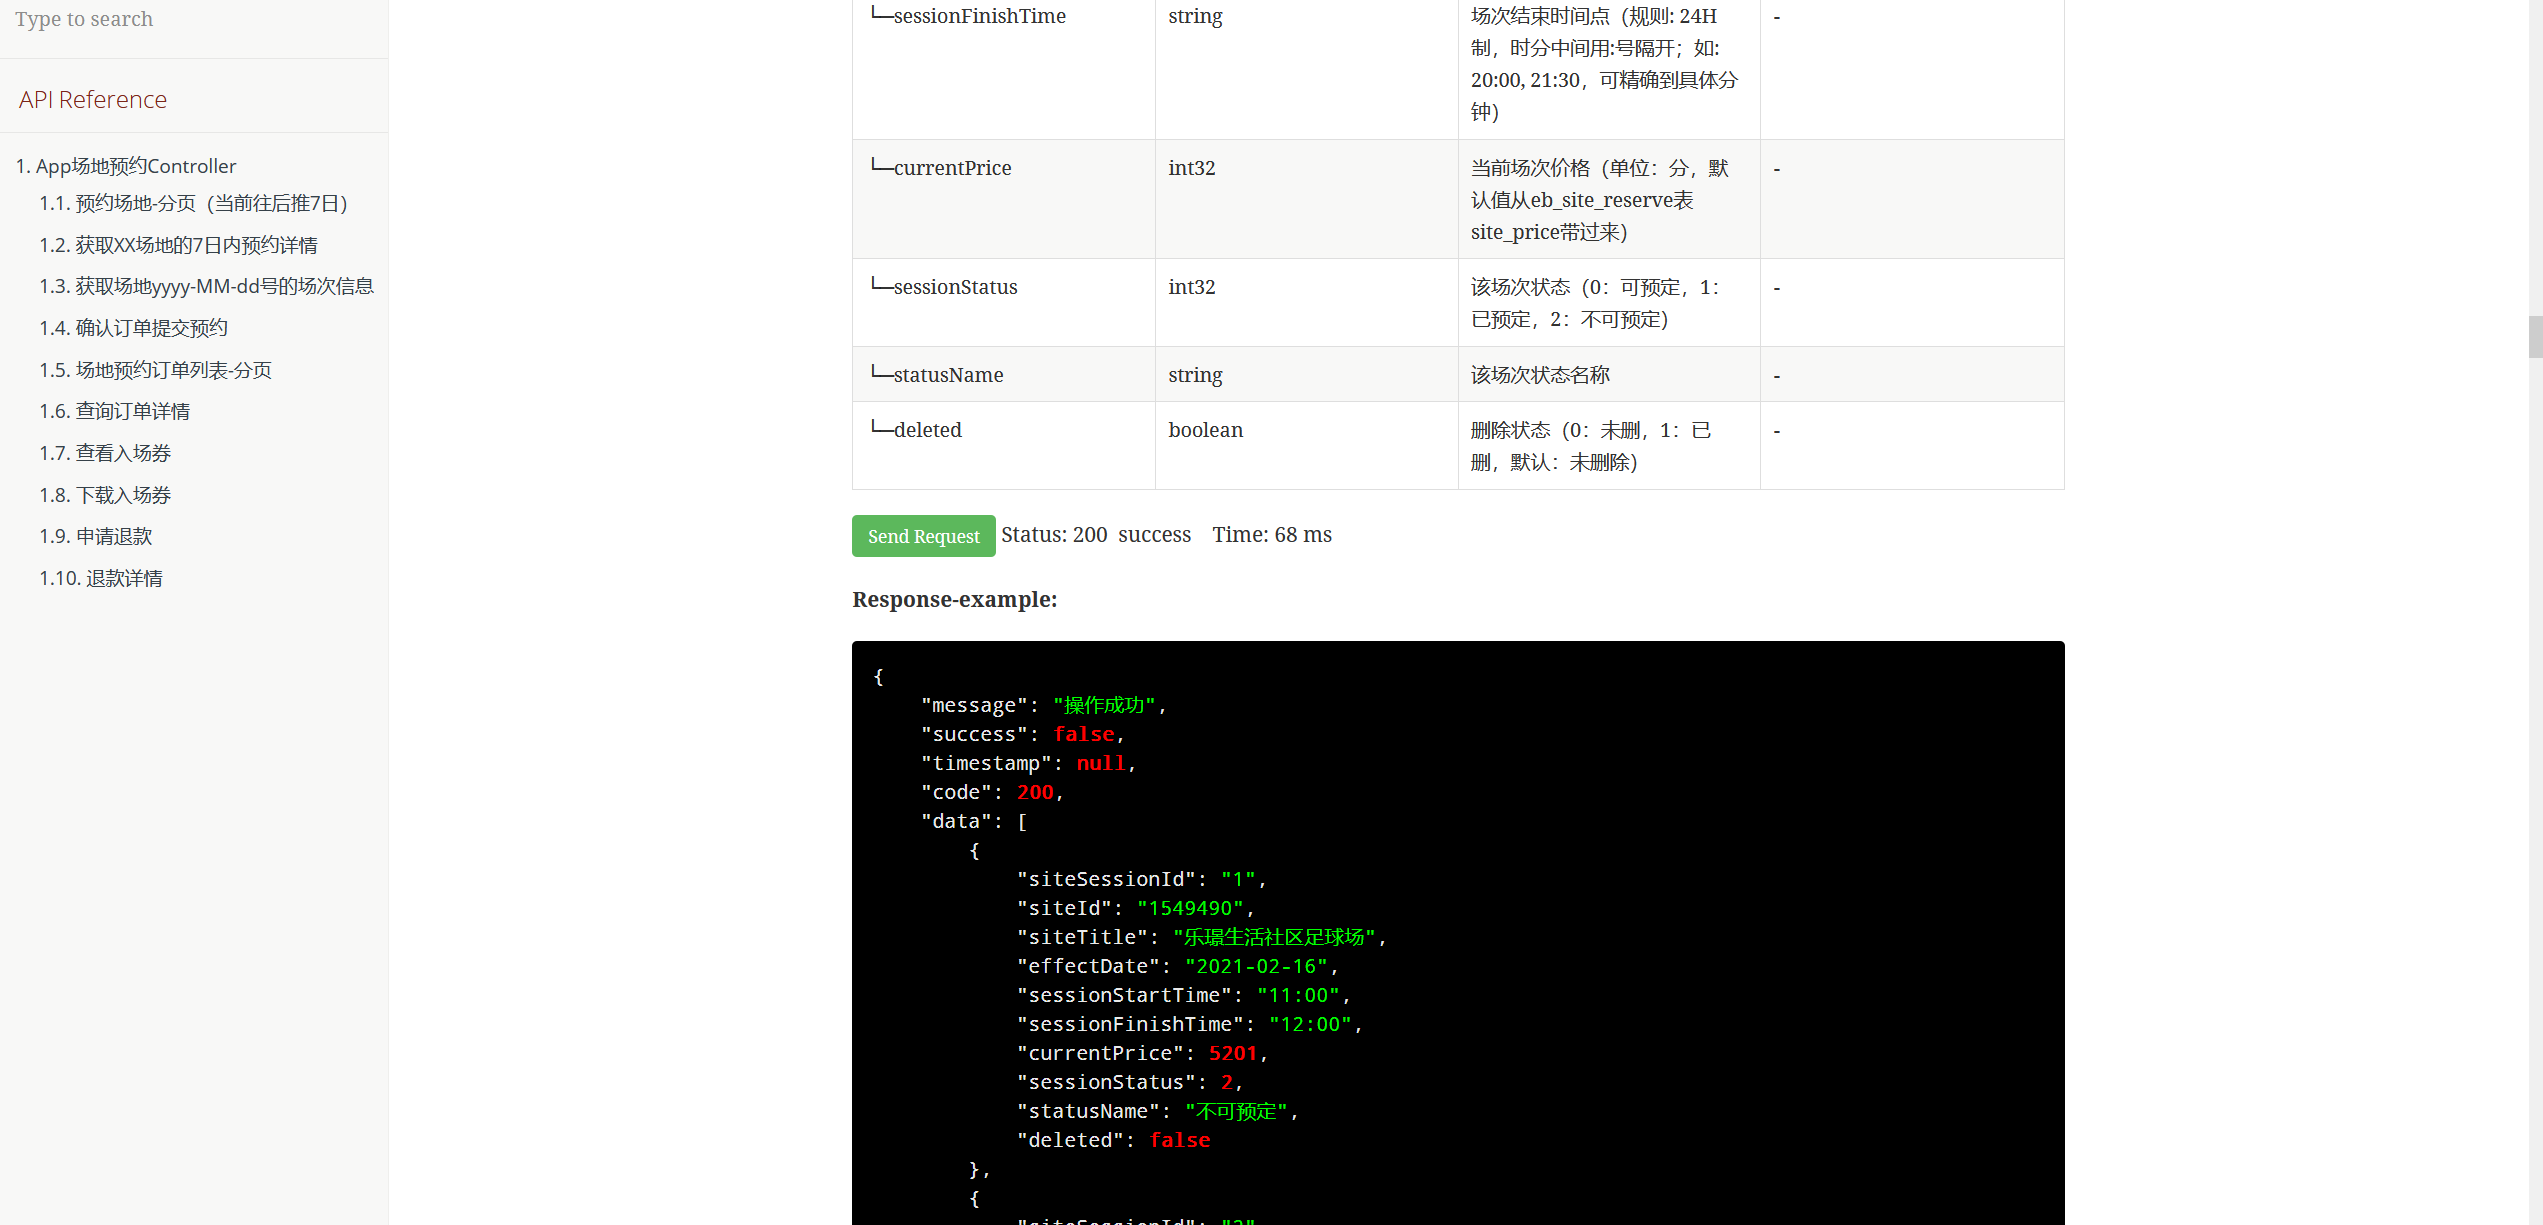 Type to search
API Reference
1. App场地预约Controller
1.1. 预约场地-分页（当前往后推7日）
1.2. 获取XX场地的7日内预约详情
1.3. 获取场地yyyy-MM-dd号的场次信息
1.4. 确认订单提交预约
1.5. 场地预约订单列表-分页
1.6. 查询订单详情
1.7. 查看入场券
1.8. 下载入场券
1.9. 申请退款
1.10. 退款详情
└─sessionFinishTime string 场次结束时间点（规则: 24H -
制，时分中间用:号隔开；如:
20:00, 21:30，可精确到具体分
钟）
└─currentPrice int32 当前场次价格（单位：分，默 -
认值从eb_site_reserve表
site_price带过来）
└─sessionStatus int32 该场次状态（0：可预定，1： -
已预定，2：不可预定）
└─statusName string 该场次状态名称 -
└─deleted boolean 删除状态（0：未删，1：已 -
删，默认：未删除）
Send Request Status: 200 success Time: 68 ms
Response-example:
{
"message": "操作成功",
"success": false,
"timestamp": null,
"code": 200,
"data": [
{
"siteSessionId": "1",
"siteId": "1549490",
"siteTitle": "乐璟生活社区足球场",
"effectDate": "2021-02-16",
"sessionStartTime": "11:00",
"sessionFinishTime": "12:00",
"currentPrice": 5201,
"sessionStatus": 2,
"statusName": "不可预定",
"deleted": false
},
{